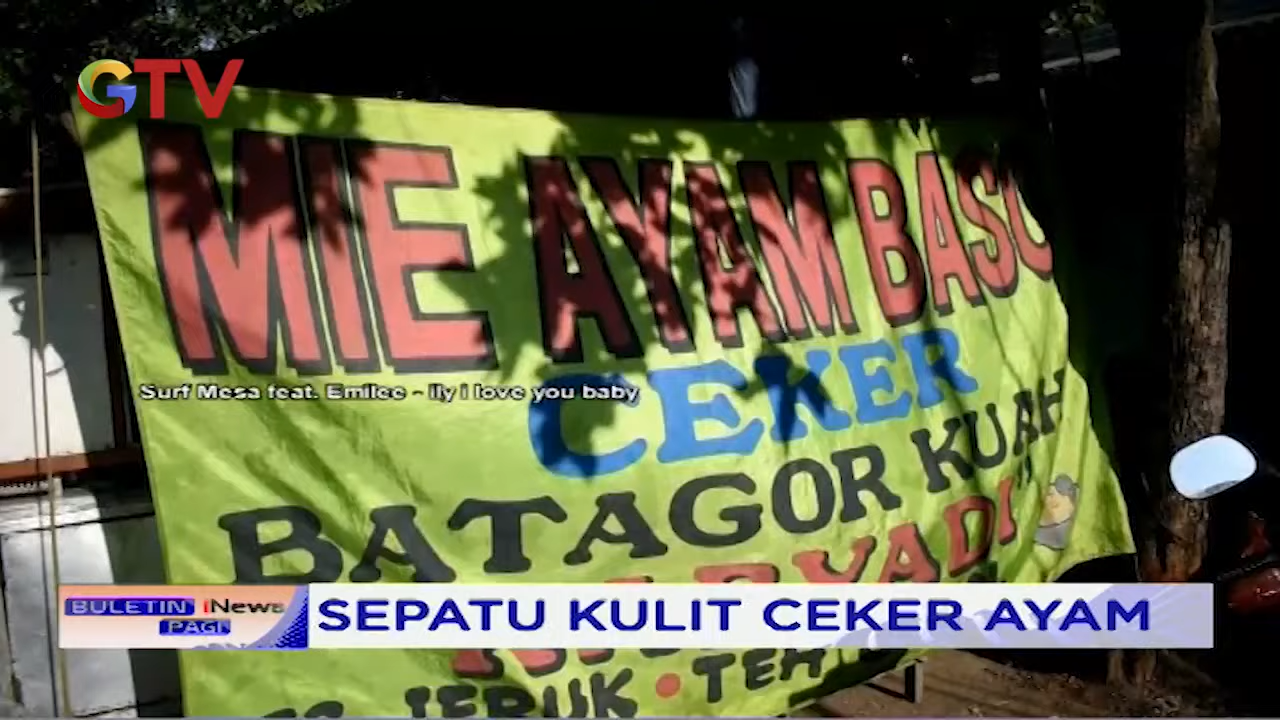 GTV
MIE AYAM BASO
CEKER
Surf Mesa feat. Emilee - ily i love you baby
BATAGOR KUAH
BULETIN iNews
PAGI
SEPATU KULIT CEKER AYAM
JERUK • TEH